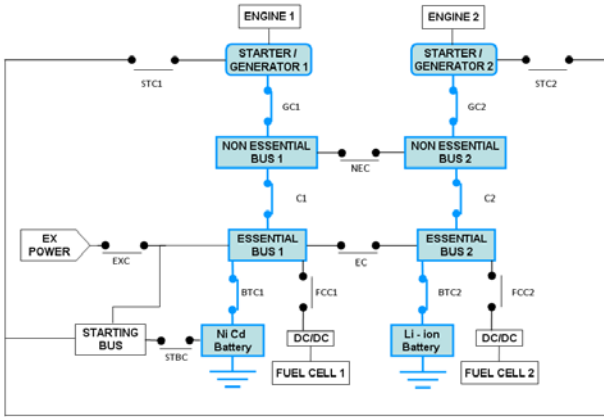 ENGINE 1
ENGINE 2
STARTER /
GENERATOR 1
STARTER /
GENERATOR 2
STC1
STC2
GC1
GC2
NON ESSENTIAL
BUS 1
NON ESSENTIAL
BUS 2
NEC
C1
C2
EX
POWER
EXC
ESSENTIAL
BUS 1
EC
ESSENTIAL
BUS 2
BTC1
FCC1
BTC2
FCC2
STARTING
BUS
STBC
Ni Cd
Battery
DC/DC
Li - ion
Battery
DC/DC
FUEL CELL 1
FUEL CELL 2